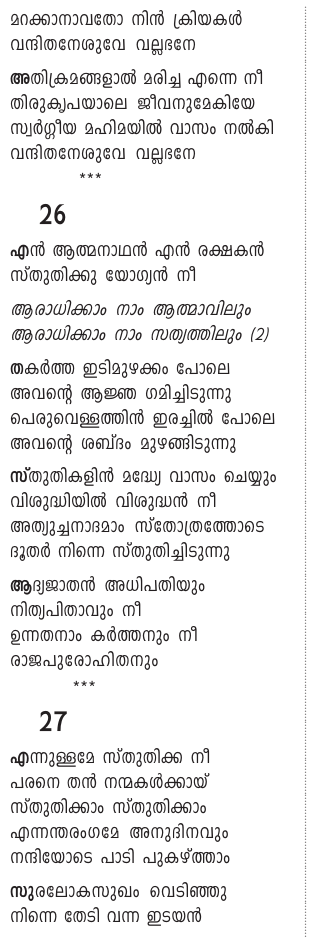 മറക്കാനാവതോ നിൻ ക്രിയകൾ
വന്ദിതനേശുവേ വല്ലഭനേ
അതിക്രമങ്ങളാൽ മരിച്ച എന്നെ നീ
തിരുകൃപയാലെ ജീവനുമേകിയേ
സ്വർഗ്ഗീയ മഹിമയിൽ വാസം നൽകി
വന്ദിതനേശുവേ വല്ലഭനേ
***
26
എൻ ആത്മനാഥൻ എൻ രക്ഷകൻ
സ്തുതിക്കു യോഗ്യൻ നീ
ആരാധിക്കാം നാം ആത്മാവിലും
ആരാധിക്കാം നാം സത്യത്തിലും (2)
തകർത്ത ഇടിമുഴക്കം പോലെ
അവന്റെ ആജ്ഞ ഗമിച്ചിടുന്നു
പെരുവെള്ളത്തിൻ ഇരച്ചിൽ പോലെ
അവന്റെ ശബ്ദം മുഴങ്ങിടുന്നു
സ്തുതികളിൻ മദ്ധ്യേ വാസം ചെയ്യും
വിശുദ്ധിയിൽ വിശുദ്ധൻ നീ
അത്യുച്ചനാദമാം സ്തോത്രത്തോടെ
ദൂതർ നിന്നെ സ്തുതിച്ചിടുന്നു
ആദ്യജാതൻ അധിപതിയും
നിത്യപിതാവും നീ
ഉന്നതനാം കർത്തനും നീ
രാജപുരോഹിതനും
***
27
എന്നുള്ളമേ സ്തുതിക്ക നീ
പരനെ തൻ നന്മകൾക്കായ്
സ്തുതിക്കാം സ്തുതിക്കാം
എന്നന്തരംഗമേ അനുദിനവും
നന്ദിയോടെ പാടി പുകഴ്ത്താം
സുരലോകസുഖം വെടിഞ്ഞു
നിന്നെ തേടി വന്ന ഇടയൻ